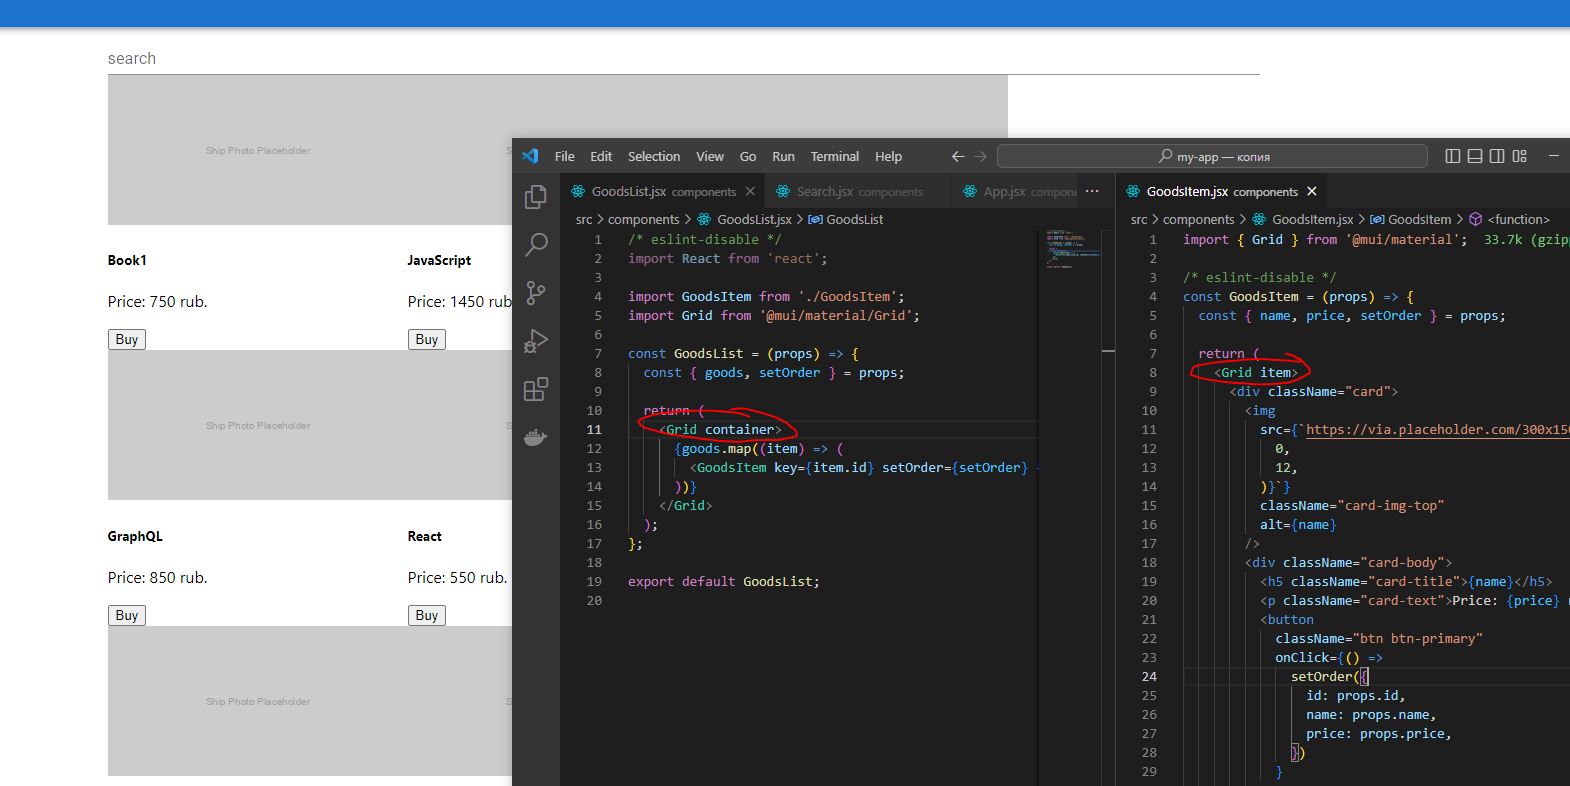 search
Ship Photo Placeholder
Book1
JavaScript
Price: 750 rub.
Price: 1450 rub
Buy
Buy
Ship Photo Placeholder
GraphQL
React
Price: 850 rub.
Price: 550 rub.
Buy
Buy
Ship Photo Placeholder
File Edit Selection View Go Run Terminal Help
my-app — копия
GoodsList.jsx components
Search.jsx components
App.jsx compone
src > components > GoodsList.jsx > GoodsList
1 /* eslint-disable */
2 import React from 'react';
3
4 import GoodsItem from './GoodsItem';
5 import Grid from '@mui/material/Grid';
6
7 const GoodsList = (props) => {
8 const { goods, setOrder } = props;
9
10 return (
11 <Grid container>
12 {goods.map((item) => (
13 <GoodsItem key={item.id} setOrder={setOrder}
14 ))}
15 </Grid>
16 );
17 };
18
19 export default GoodsList;
20
GoodsItem.jsx components
src > components > GoodsItem.jsx > GoodsItem > <function>
1 import { Grid } from '@mui/material'; 33.7k (gzipp
2
3 /* eslint-disable */
4 const GoodsItem = (props) => {
5 const { name, price, setOrder } = props;
6
7 return (
8 <Grid item>
9 <div className="card">
10 <img
11 src={`https://via.placeholder.com/300x150
12 0,
13 12,
14 )}`}
15 className="card-img-top"
16 alt={name}
17 />
18 <div className="card-body">
19 <h5 className="card-title">{name}</h5>
20 <p className="card-text">Price: {price}
21 <button
22 className="btn btn-primary"
23 onClick={() =>
24 setOrder({
25 id: props.id,
26 name: props.name,
27 price: props.price,
28 })
29 }